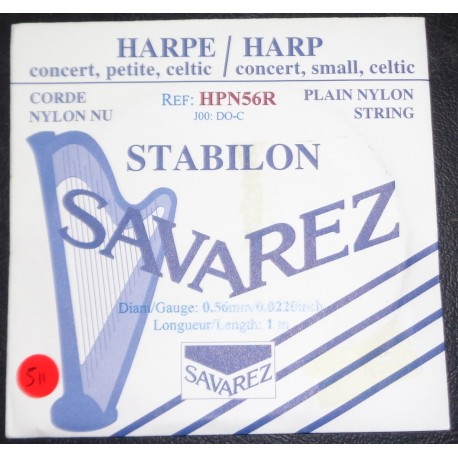 HARPE / HARP
concert, petite, celtic / concert, small, celtic
CORDE
NYLON NU
REF: HPN56R
J00: DO-C
PLAIN NYLON
STRING
STABILON
SAVAREZ
Diam/Gauge: 0.56mm/0.0220inch
Longueur/Length: 1 m
SAVAREZ